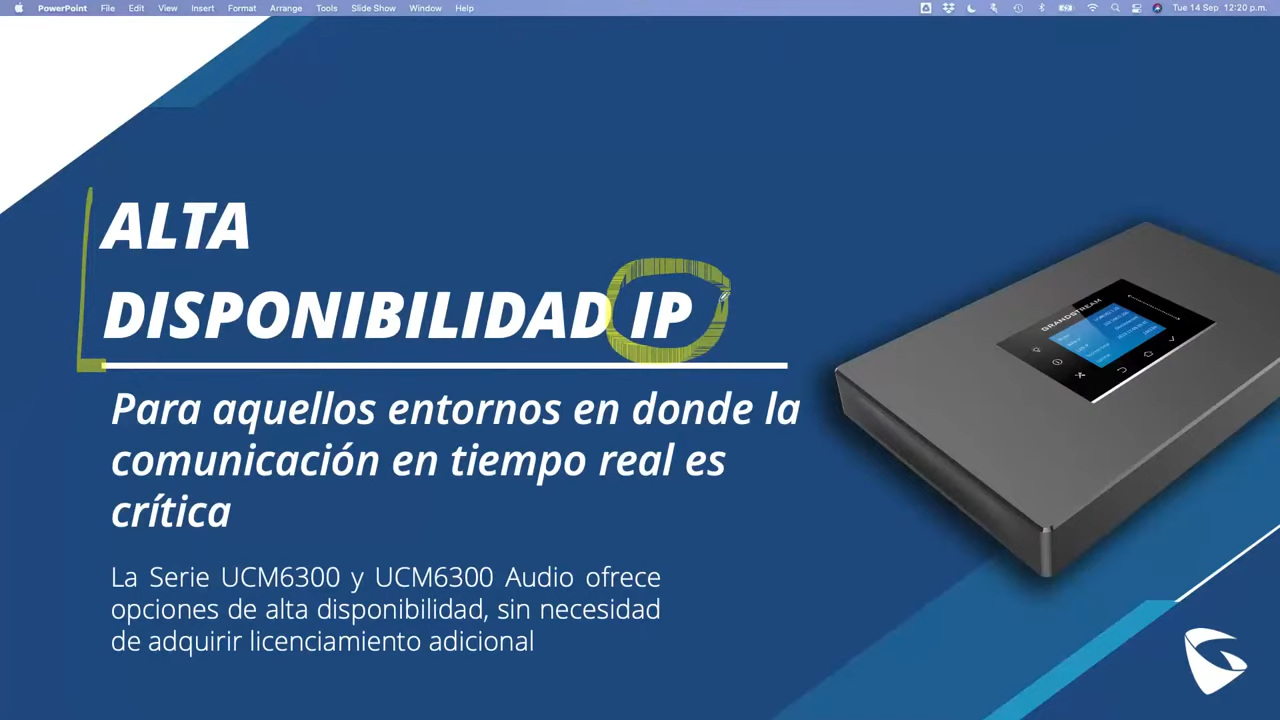 PowerPoint File Edit View Insert Format Arrange Tools Slide Show Window Help Tue 14 Sep 12:20 p.m.
ALTA
DISPONIBILIDAD IP
Para aquellos entornos en donde la
comunicación en tiempo real es
crítica
La Serie UCM6300 y UCM6300 Audio ofrece
opciones de alta disponibilidad, sin necesidad
de adquirir licenciamiento adicional
GRANDSTREAM